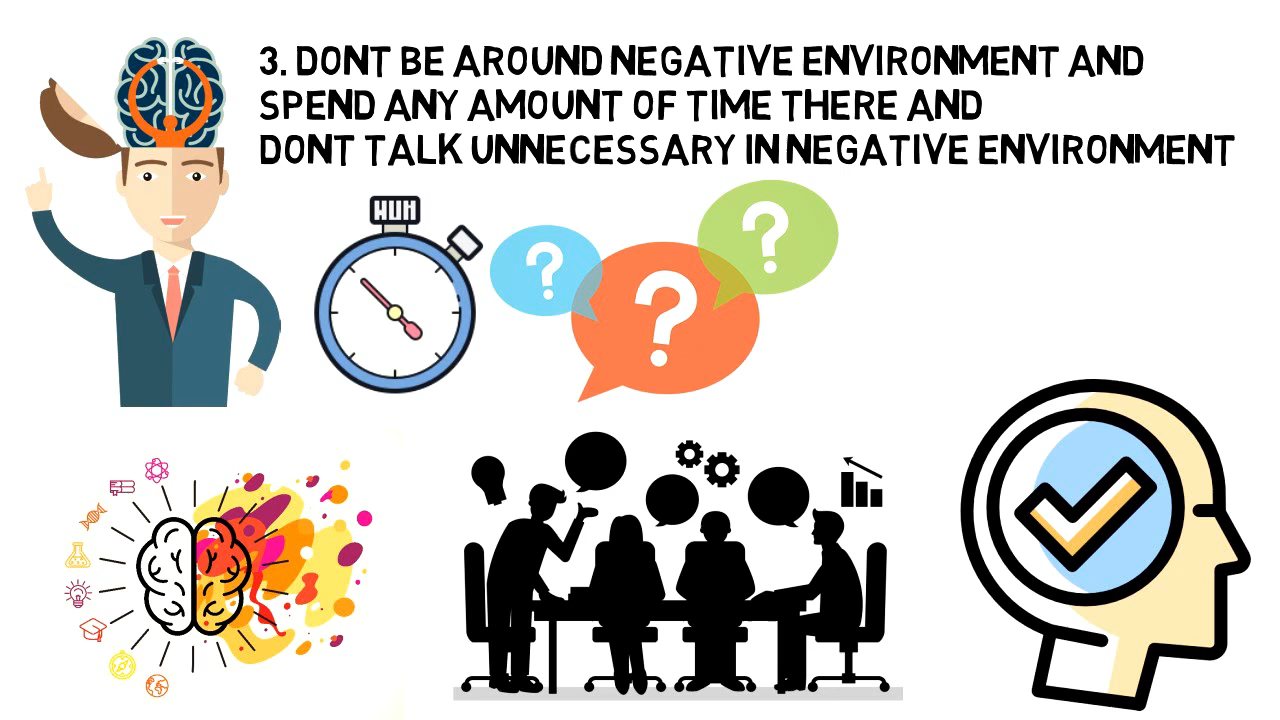 3. DONT BE AROUND NEGATIVE ENVIRONMENT AND
SPEND ANY AMOUNT OF TIME THERE AND
DONT TALK UNNECESSARY IN NEGATIVE ENVIRONMENT
? ? ?